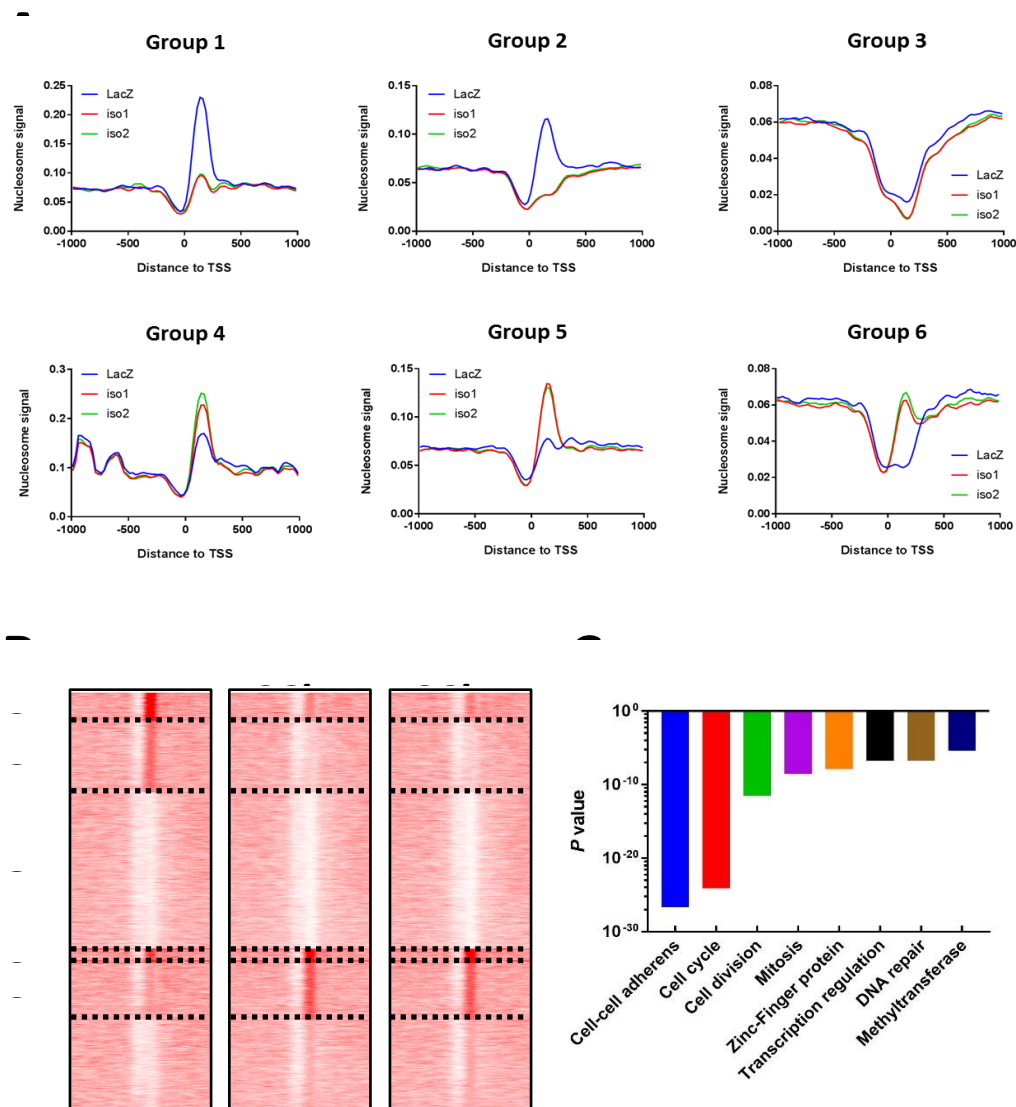 Group 1
Group 2
Group 3
Nucleosome signal
0.25
0.20
0.15
0.10
0.05
0.00
LacZ
iso1
iso2
-1000
-500
0
500
1000
Distance to TSS
Nucleosome signal
0.15
0.10
0.05
0.00
LacZ
iso1
iso2
-1000
-500
0
500
1000
Distance to TSS
Nucleosome signal
0.08
0.06
0.04
0.02
0.00
LacZ
iso1
iso2
-1000
-500
0
500
1000
Distance to TSS
Group 4
Group 5
Group 6
Nucleosome signal
0.3
0.2
0.1
0.0
LacZ
iso1
iso2
-1000
-500
0
500
1000
Distance to TSS
Nucleosome signal
0.15
0.10
0.05
0.00
LacZ
iso1
iso2
-1000
-500
0
500
1000
Distance to TSS
Nucleosome signal
0.08
0.06
0.04
0.02
0.00
LacZ
iso1
iso2
-1000
-500
0
500
1000
Distance to TSS
P value
10^0
10^-10
10^-20
10^-30
Cell-cell adherens
Cell cycle
Cell division
Mitosis
Zinc-Finger protein
Transcription regulation
DNA repair
Methyltransferase